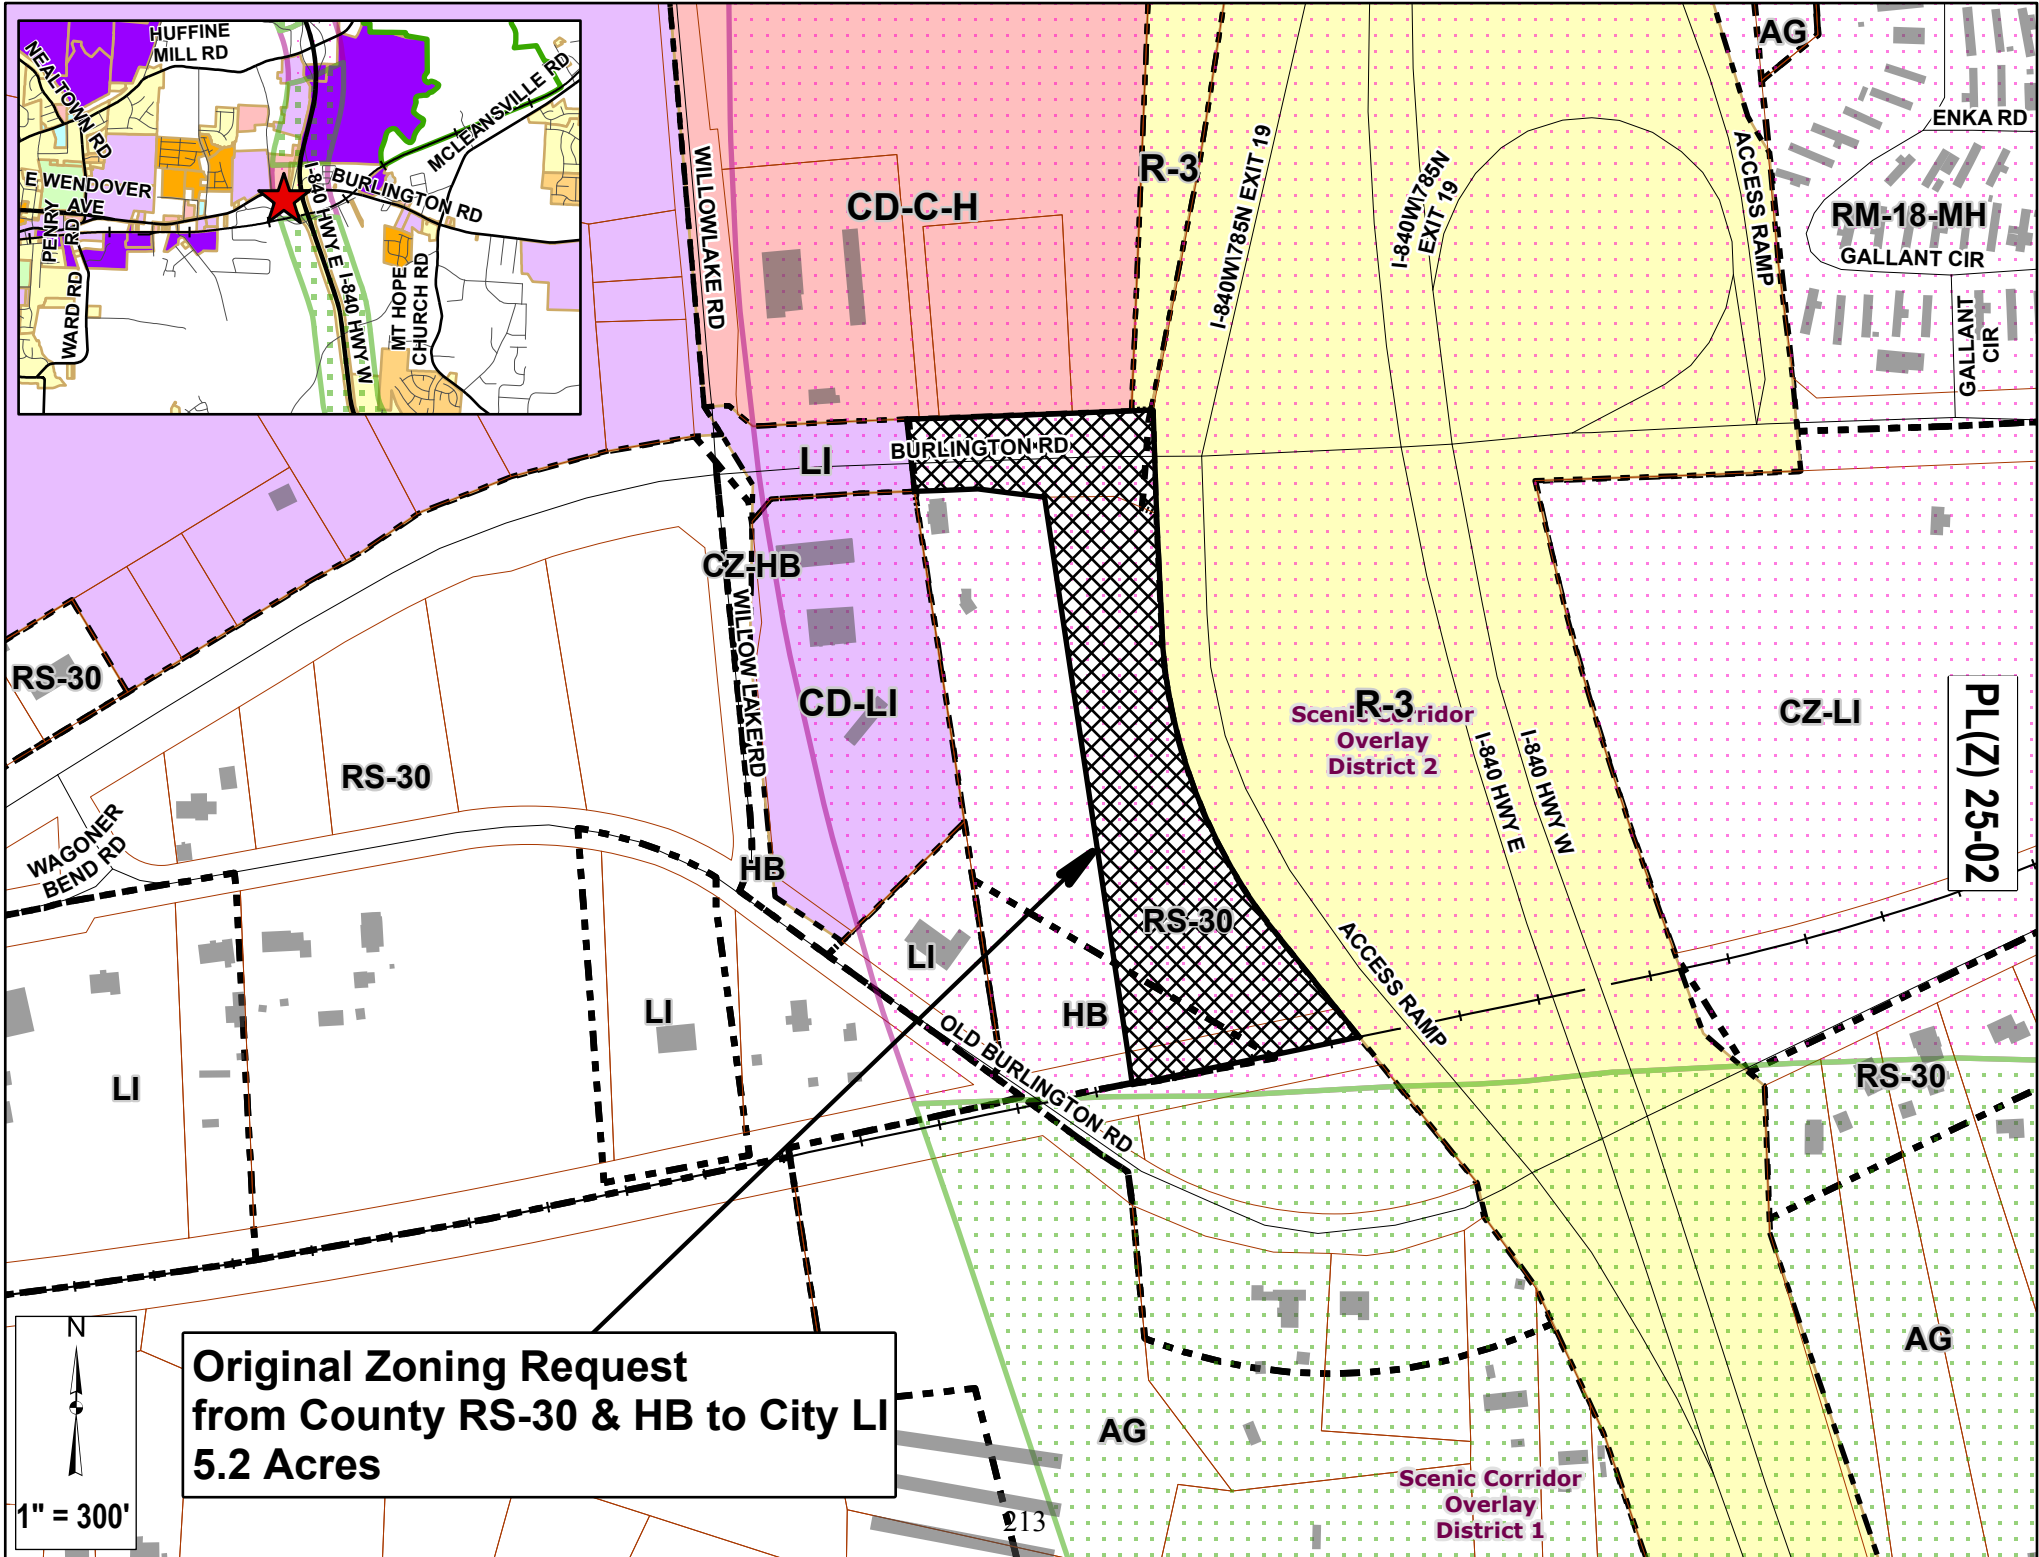 HUFFINE
MILL RD
NEALTOWN RD
MCLEANSVILLE RD
E WENDOVER
AVE
BURLINGTON RD
PENRY
RD
WARD RD
I-840 HWY E
I-840 HWY W
MT HOPE
CHURCH RD
WILLOWLAKE RD
CD-C-H
R-3
I-840W\I785N EXIT 19
I-840W\I785N
EXIT 19
ACCESS RAMP
AG
ENKA RD
RM-18-MH
GALLANT CIR
GALLANT
CIR
LI
BURLINGTON RD
CZ-HB
WILLOW LAKE RD
CD-LI
RS-30
RS-30
R-3
Scenic Corridor
Overlay
District 2
I-840 HWY E
I-840 HWY W
CZ-LI
PL(Z) 25-02
WAGONER
BEND RD
HB
RS-30
LI
HB
ACCESS RAMP
LI
LI
OLD BURLINGTON RD
RS-30
AG
AG
Scenic Corridor
Overlay
District 1
N
1" = 300'
Original Zoning Request
from County RS-30 & HB to City LI
5.2 Acres
213